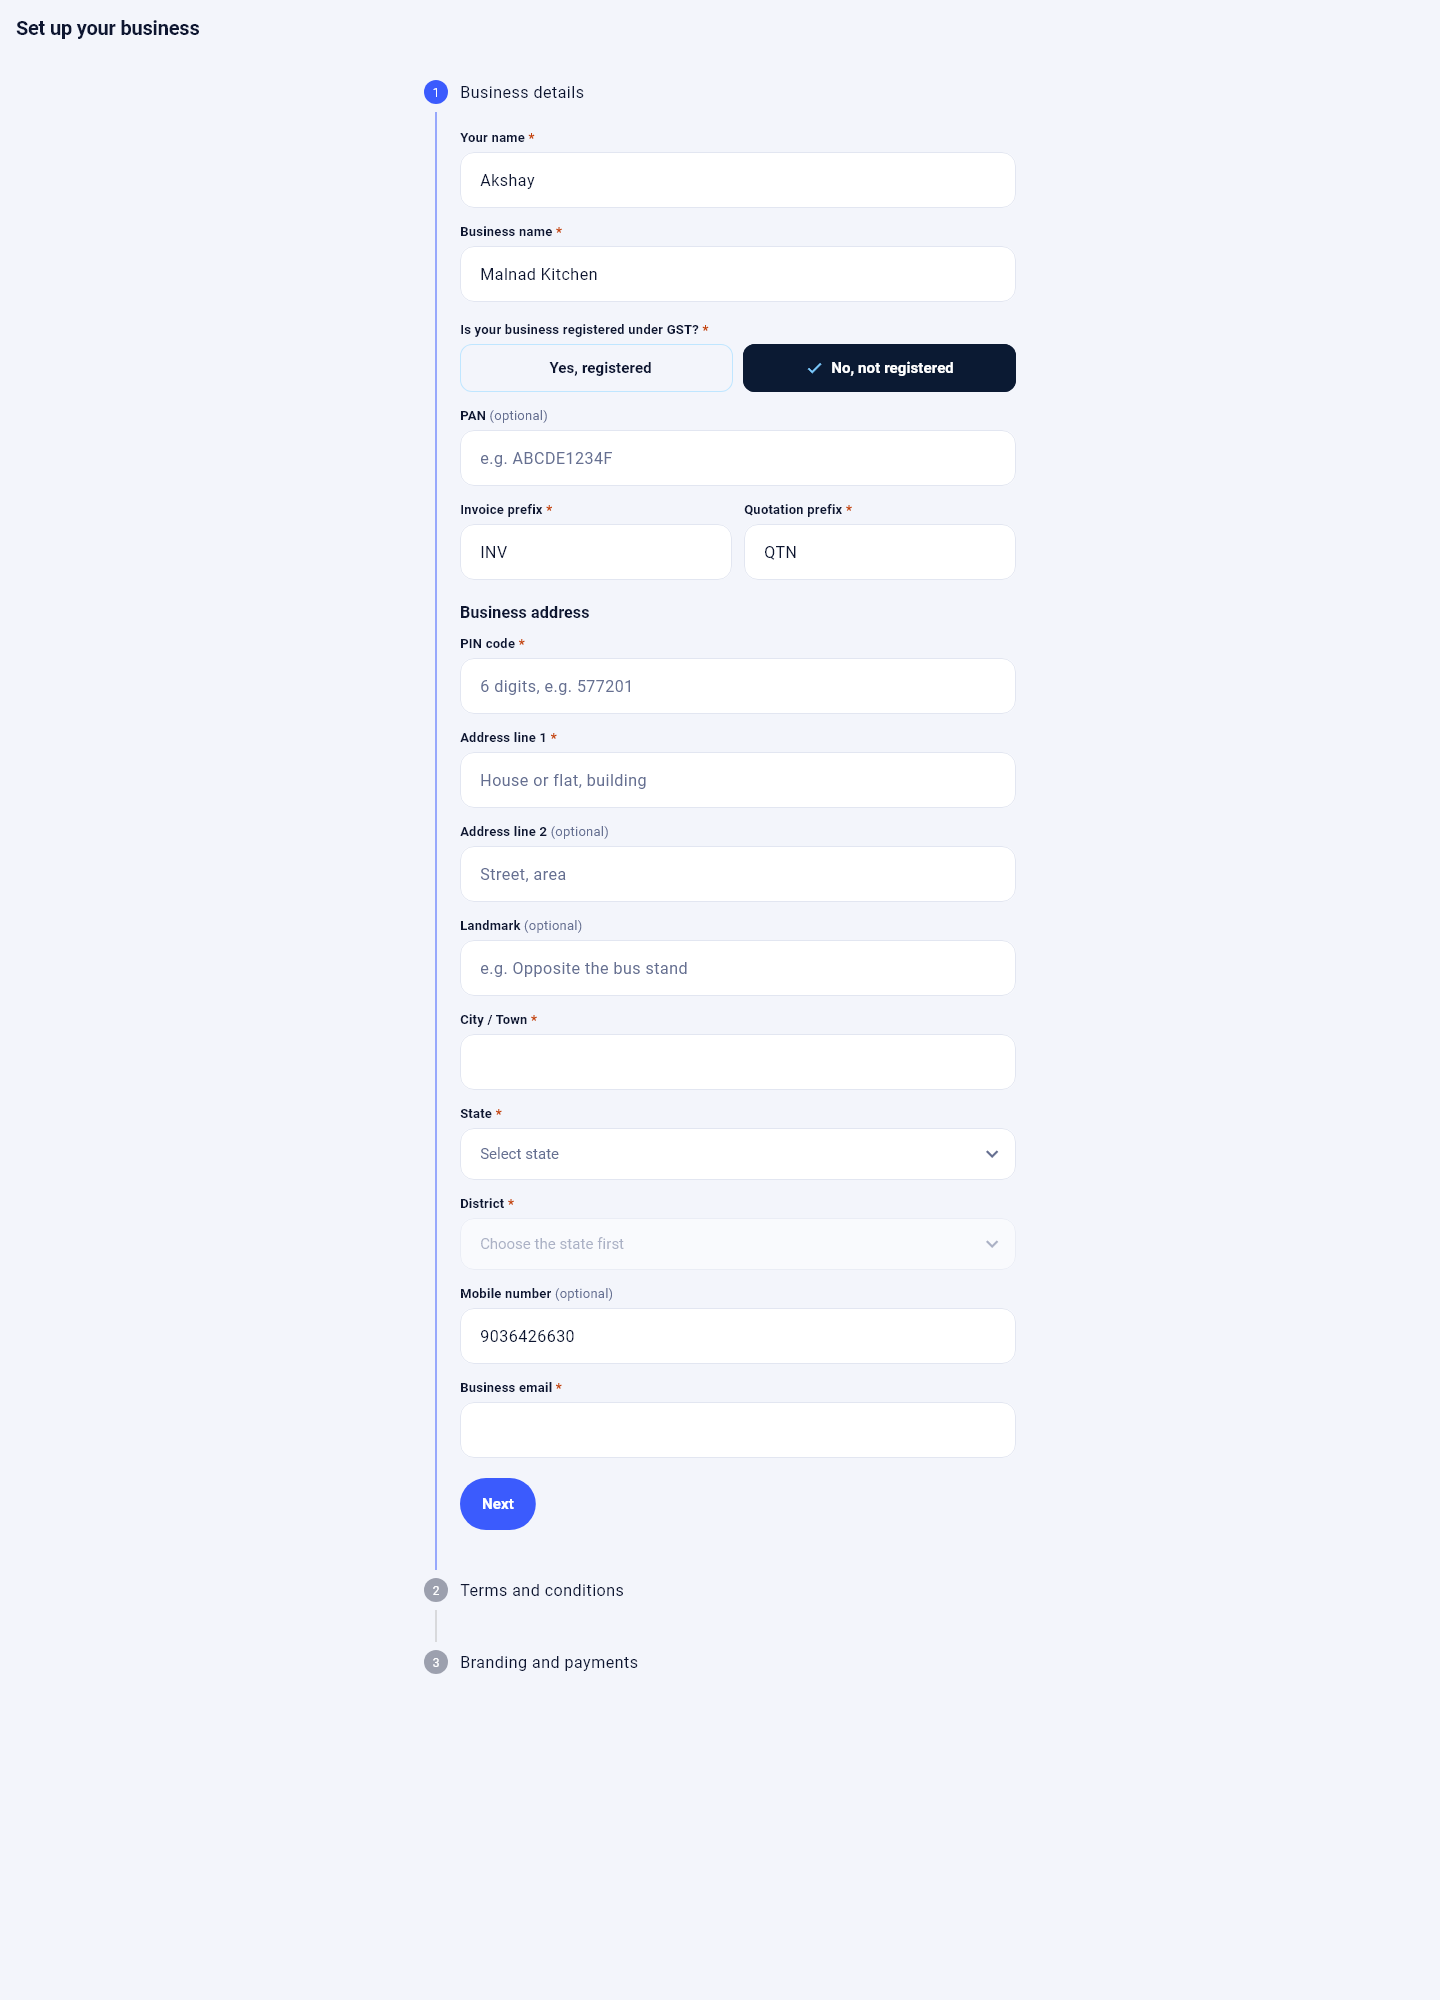 Set up your business
1 Business details
Your name *
Akshay
Business name *
Malnad Kitchen
Is your business registered under GST? *
Yes, registered
No, not registered
PAN (optional)
e.g. ABCDE1234F
Invoice prefix * Quotation prefix *
INV QTN
Business address
PIN code *
6 digits, e.g. 577201
Address line 1 *
House or flat, building
Address line 2 (optional)
Street, area
Landmark (optional)
e.g. Opposite the bus stand
City / Town *
State *
Select state
District *
Choose the state first
Mobile number (optional)
9036426630
Business email *
Next
2 Terms and conditions
3 Branding and payments